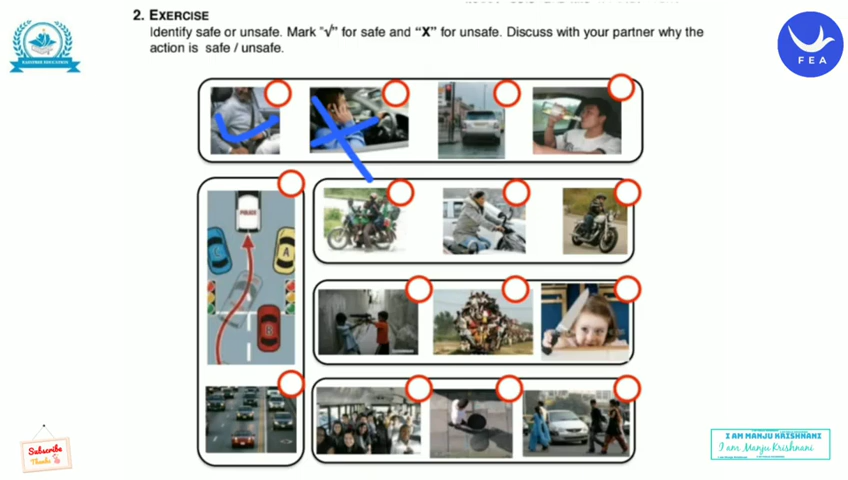 2. EXERCISE
Identify safe or unsafe. Mark "√" for safe and "X" for unsafe. Discuss with your partner why the
action is safe / unsafe.
FEA
POLICE
C
A
B
Subscribe
Thanks
I AM MANJU KRISHNANI
I am Manju Krishnani